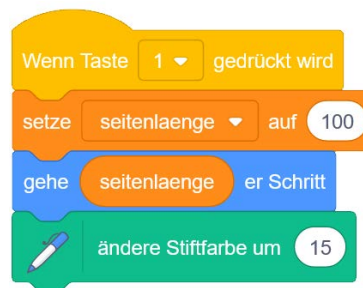 Wenn Taste 1 gedrückt wird
setze seitenlaenge auf 100
gehe seitenlaenge er Schritt
ändere Stiftfarbe um 15